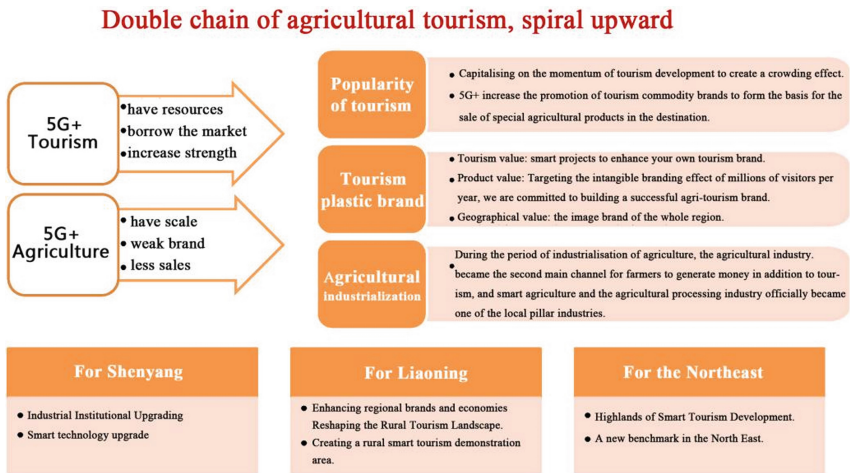 Double chain of agricultural tourism, spiral upward
5G+
Tourism
•have resources
•borrow the market
•increase strength
5G+
Agriculture
• have scale
• weak brand
• less sales
Popularity
of tourism
• Capitalising on the momentum of tourism development to create a crowding effect.
• 5G+ increase the promotion of tourism commodity brands to form the basis for the
sale of special agricultural products in the destination.
Tourism
plastic brand
• Tourism value: smart projects to enhance your own tourism brand.
• Product value: Targeting the intangible branding effect of millions of visitors per
year, we are committed to building a successful agri-tourism brand.
• Geographical value: the image brand of the whole region.
Agricultural
industrialization
During the period of industrialisation of agriculture, the agricultural industry.
• became the second main channel for farmers to generate money in addition to tour-
ism, and smart agriculture and the agricultural processing industry officially became
one of the local pillar industries.
For Shenyang
• Industrial Institutional Upgrading
• Smart technology upgrade
For Liaoning
• Enhancing regional brands and economies
Reshaping the Rural Tourism Landscape.
• Creating a rural smart tourism demonstration
area.
For the Northeast
• Highlands of Smart Tourism Development.
• A new benchmark in the North East.